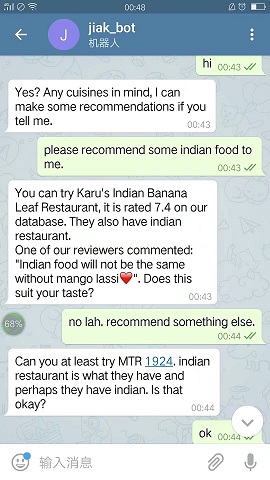 00:48
J
jiak_bot
机器人
hi
00:43
Yes? Any cuisines in mind, I can
make some recommendations if you
tell me.
00:43
please recommend some indian food to
me.
00:43
You can try Karu's Indian Banana
Leaf Restaurant, it is rated 7.4 on our
database. They also have indian
restaurant.
One of our reviewers commented:
"Indian food will not be the same
without mango lassi❤️". Does this
suit your taste?
00:43
68%
no lah. recommend something else.
00:44
Can you at least try MTR 1924. indian
restaurant is what they have and
perhaps they have indian. Is that
okay?
00:44
ok
00:44
输入消息